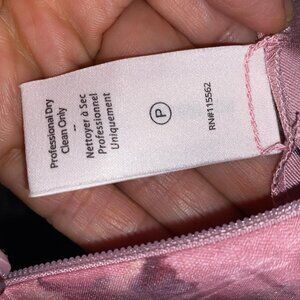 Professional Dry
Clean Only
--
Nettoyer à Sec
Professionnel
Uniquement
P
RN#115562